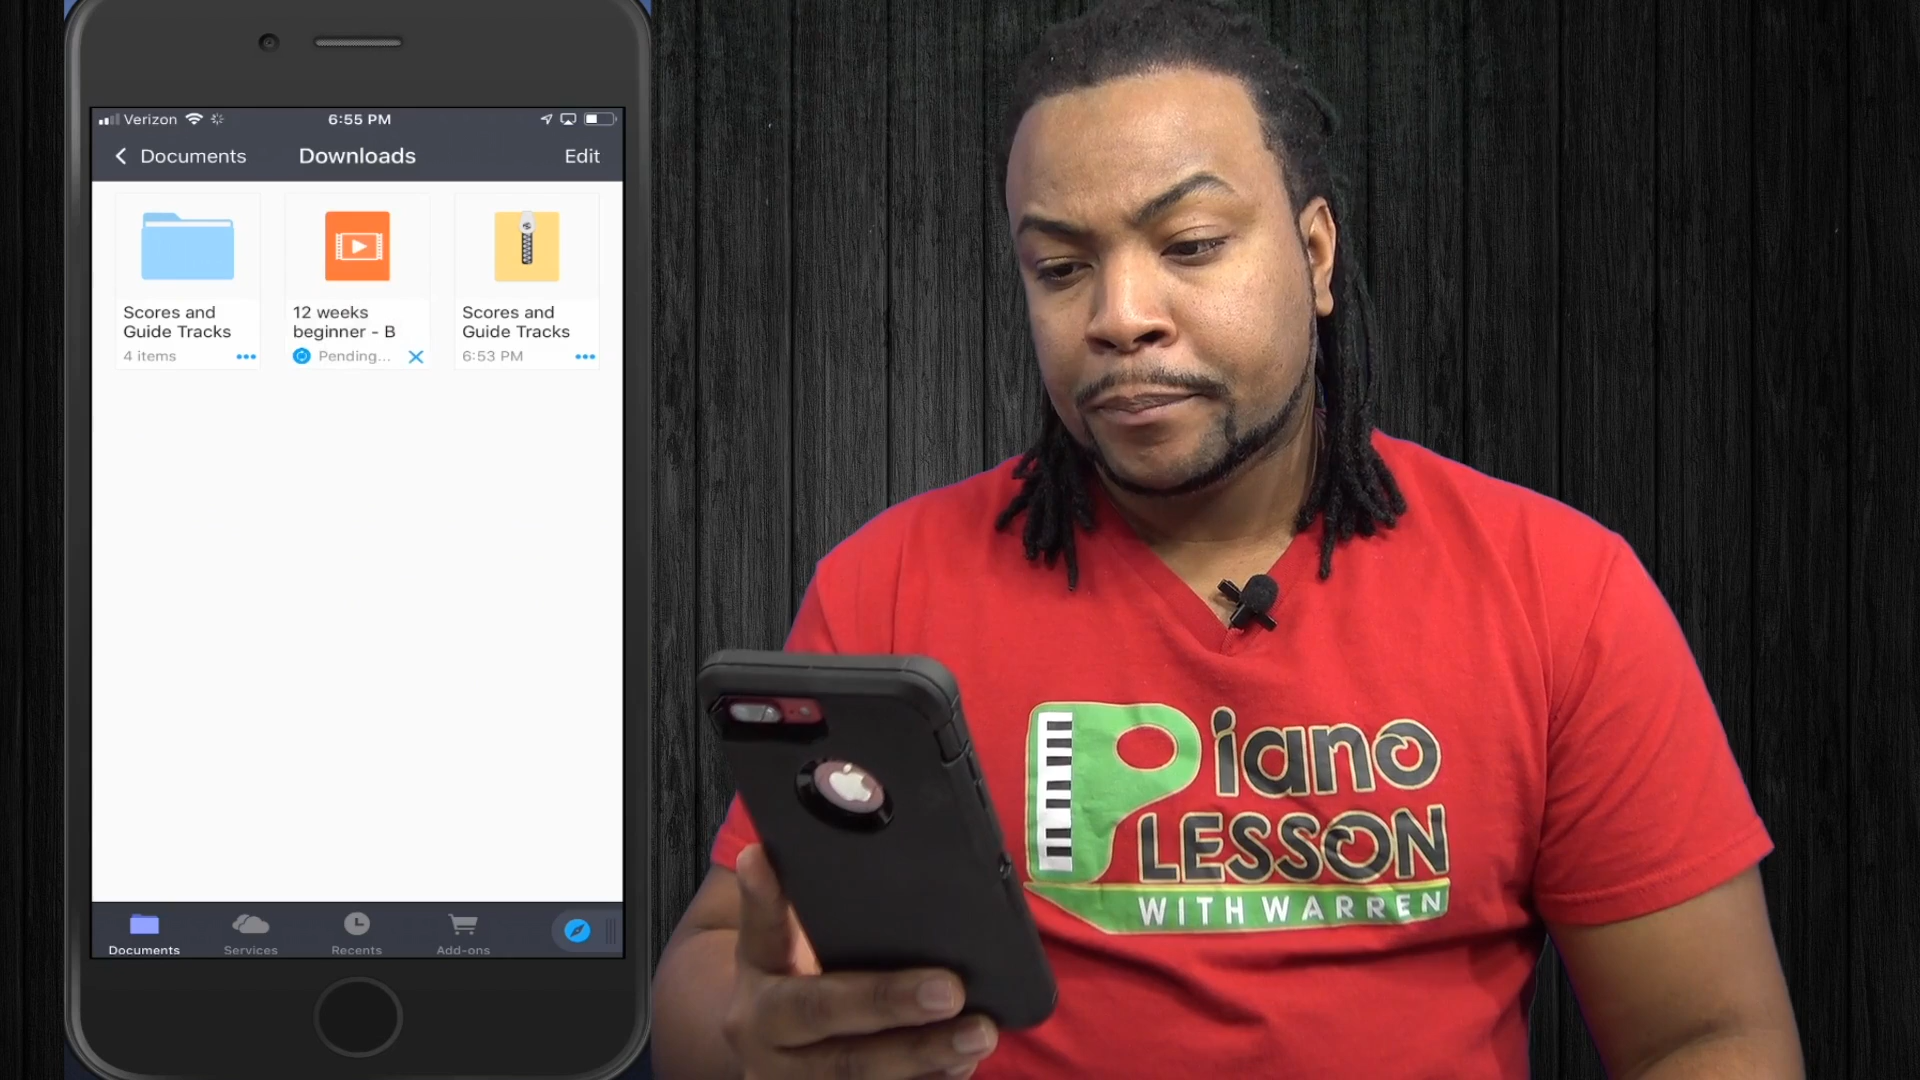 Verizon
6:55 PM
Documents
Downloads
Edit
Scores and
Guide Tracks
4 items
12 weeks
beginner - B
Pending...
Scores and
Guide Tracks
6:53 PM
Documents
Services
Recents
Add-ons
Piano
LESSON
WITH WARREN